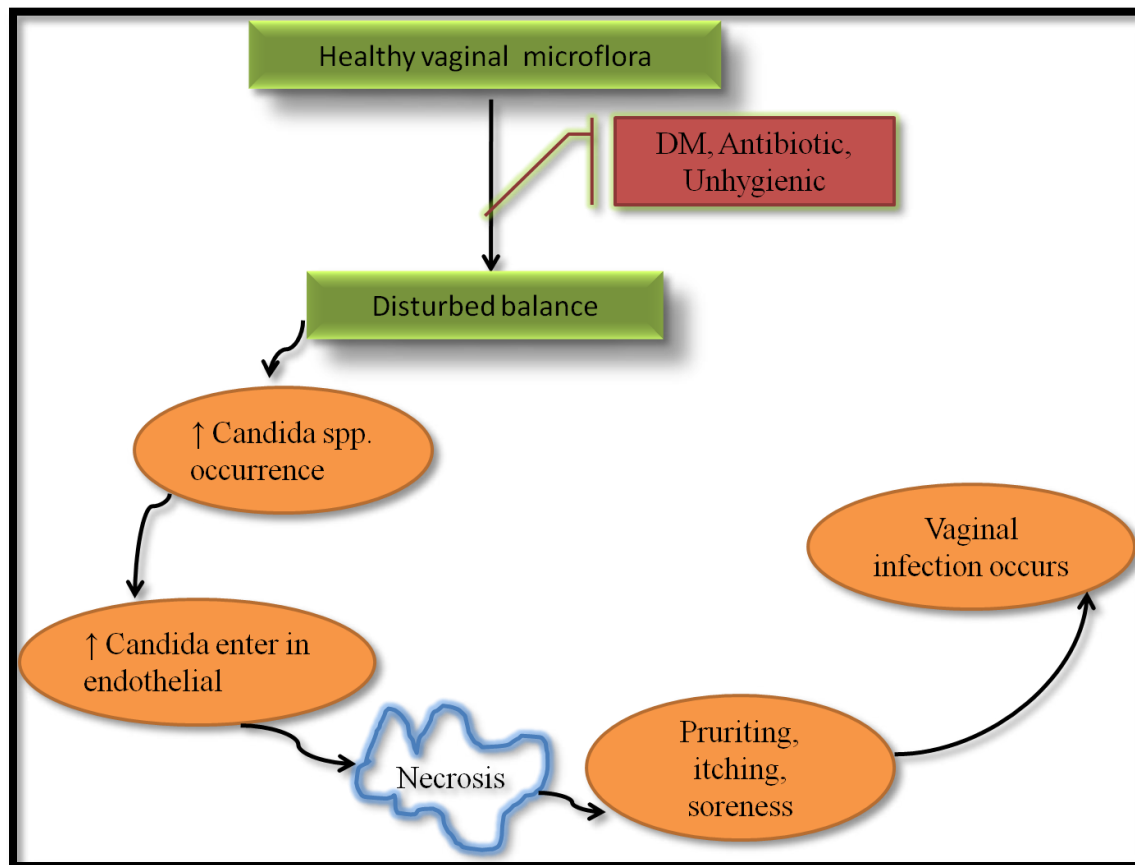 Healthy vaginal microflora
DM, Antibiotic,
Unhygienic
Disturbed balance
↑ Candida spp.
occurrence
↑ Candida enter in
endothelial
Necrosis
Pruriting,
itching,
soreness
Vaginal
infection occurs